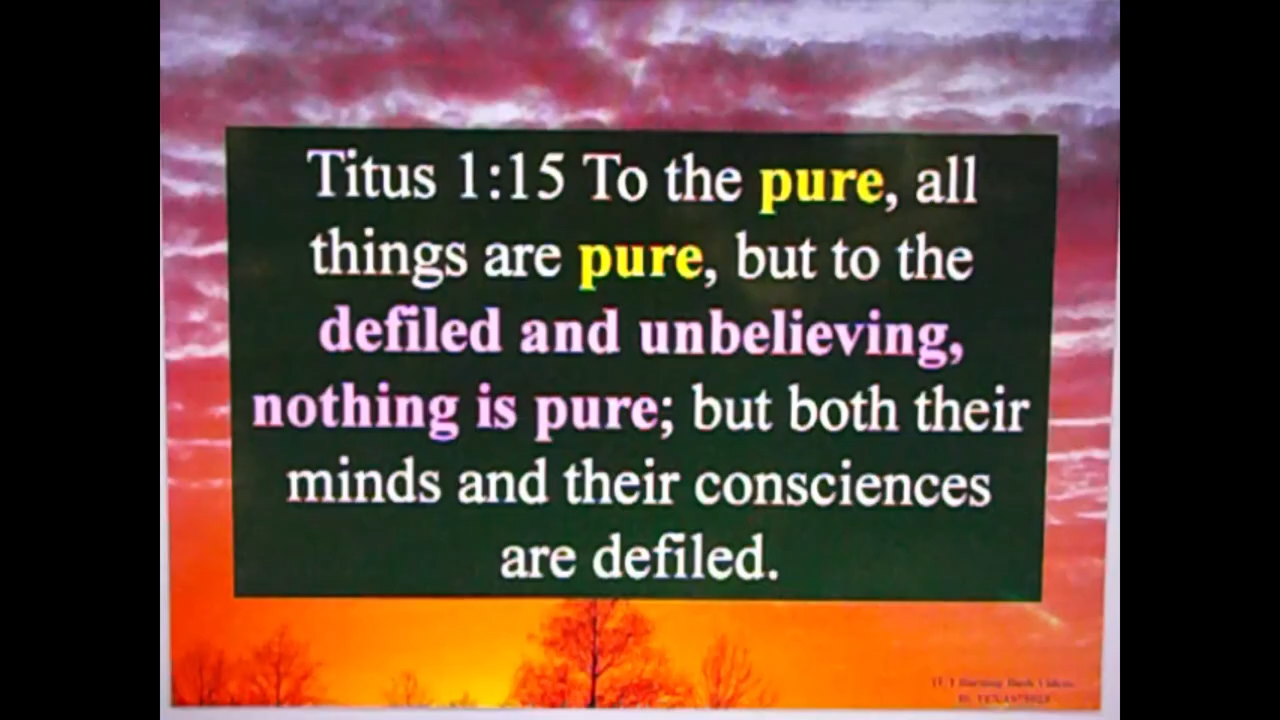 Titus 1:15 To the pure, all
things are pure, but to the
defiled and unbelieving,
nothing is pure; but both their
minds and their consciences
are defiled.